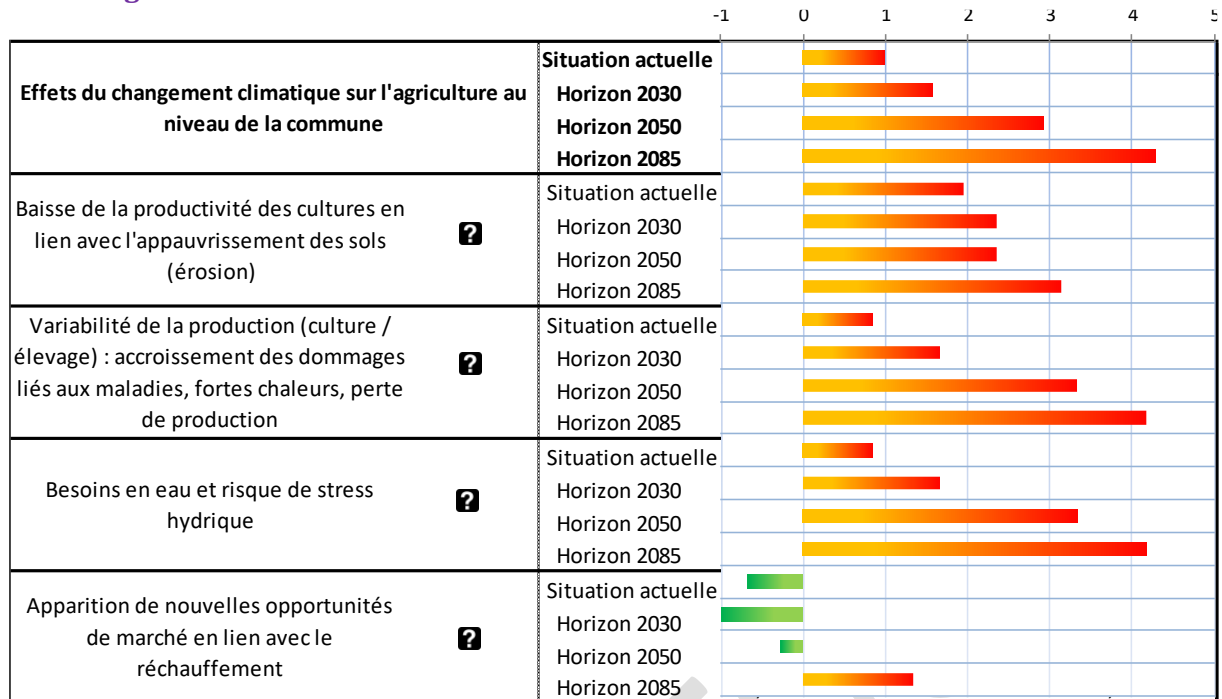 -1 0 1 2 3 4 5
Effets du changement climatique sur l'agriculture au
niveau de la commune
Situation actuelle
Horizon 2030
Horizon 2050
Horizon 2085
Baisse de la productivité des cultures en
lien avec l'appauvrissement des sols
(érosion)
?
Situation actuelle
Horizon 2030
Horizon 2050
Horizon 2085
Variabilité de la production (culture /
élevage) : accroissement des dommages
liés aux maladies, fortes chaleurs, perte
de production
?
Situation actuelle
Horizon 2030
Horizon 2050
Horizon 2085
Besoins en eau et risque de stress
hydrique
?
Situation actuelle
Horizon 2030
Horizon 2050
Horizon 2085
Apparition de nouvelles opportunités
de marché en lien avec le
réchauffement
?
Situation actuelle
Horizon 2030
Horizon 2050
Horizon 2085